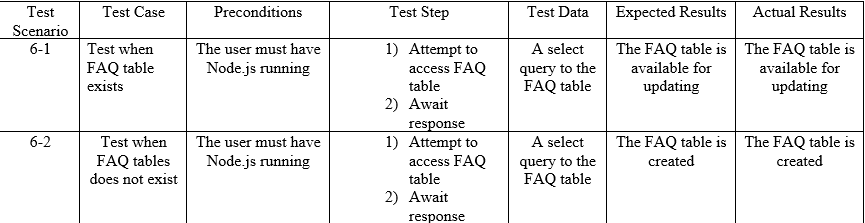 Test Scenario | Test Case | Preconditions | Test Step | Test Data | Expected Results | Actual Results
6-1 | Test when FAQ table exists | The user must have Node.js running | 1) Attempt to access FAQ table 2) Await response | A select query to the FAQ table | The FAQ table is available for updating | The FAQ table is available for updating
6-2 | Test when FAQ tables does not exist | The user must have Node.js running | 1) Attempt to access FAQ table 2) Await response | A select query to the FAQ table | The FAQ table is created | The FAQ table is created